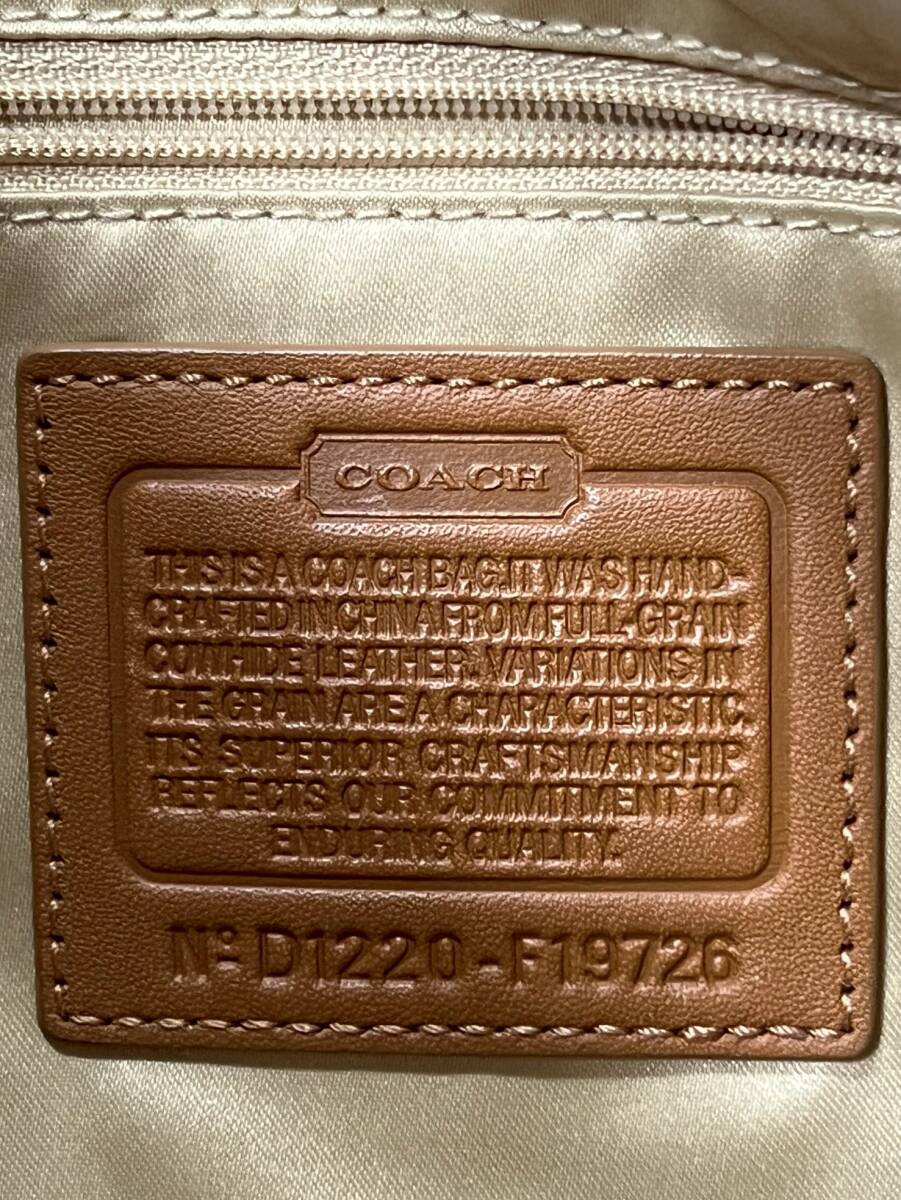 COACH
THIS IS A COACH BAG. IT WAS HAND-
CRAFTED IN CHINA FROM FULL-GRAIN
COWHIDE LEATHER. VARIATIONS IN
THE GRAIN ARE A CHARACTERISTIC.
ITS SUPERIOR CRAFTSMANSHIP
REFLECTS OUR COMMITMENT TO
ENDURING QUALITY.
Nº D1220-F19726